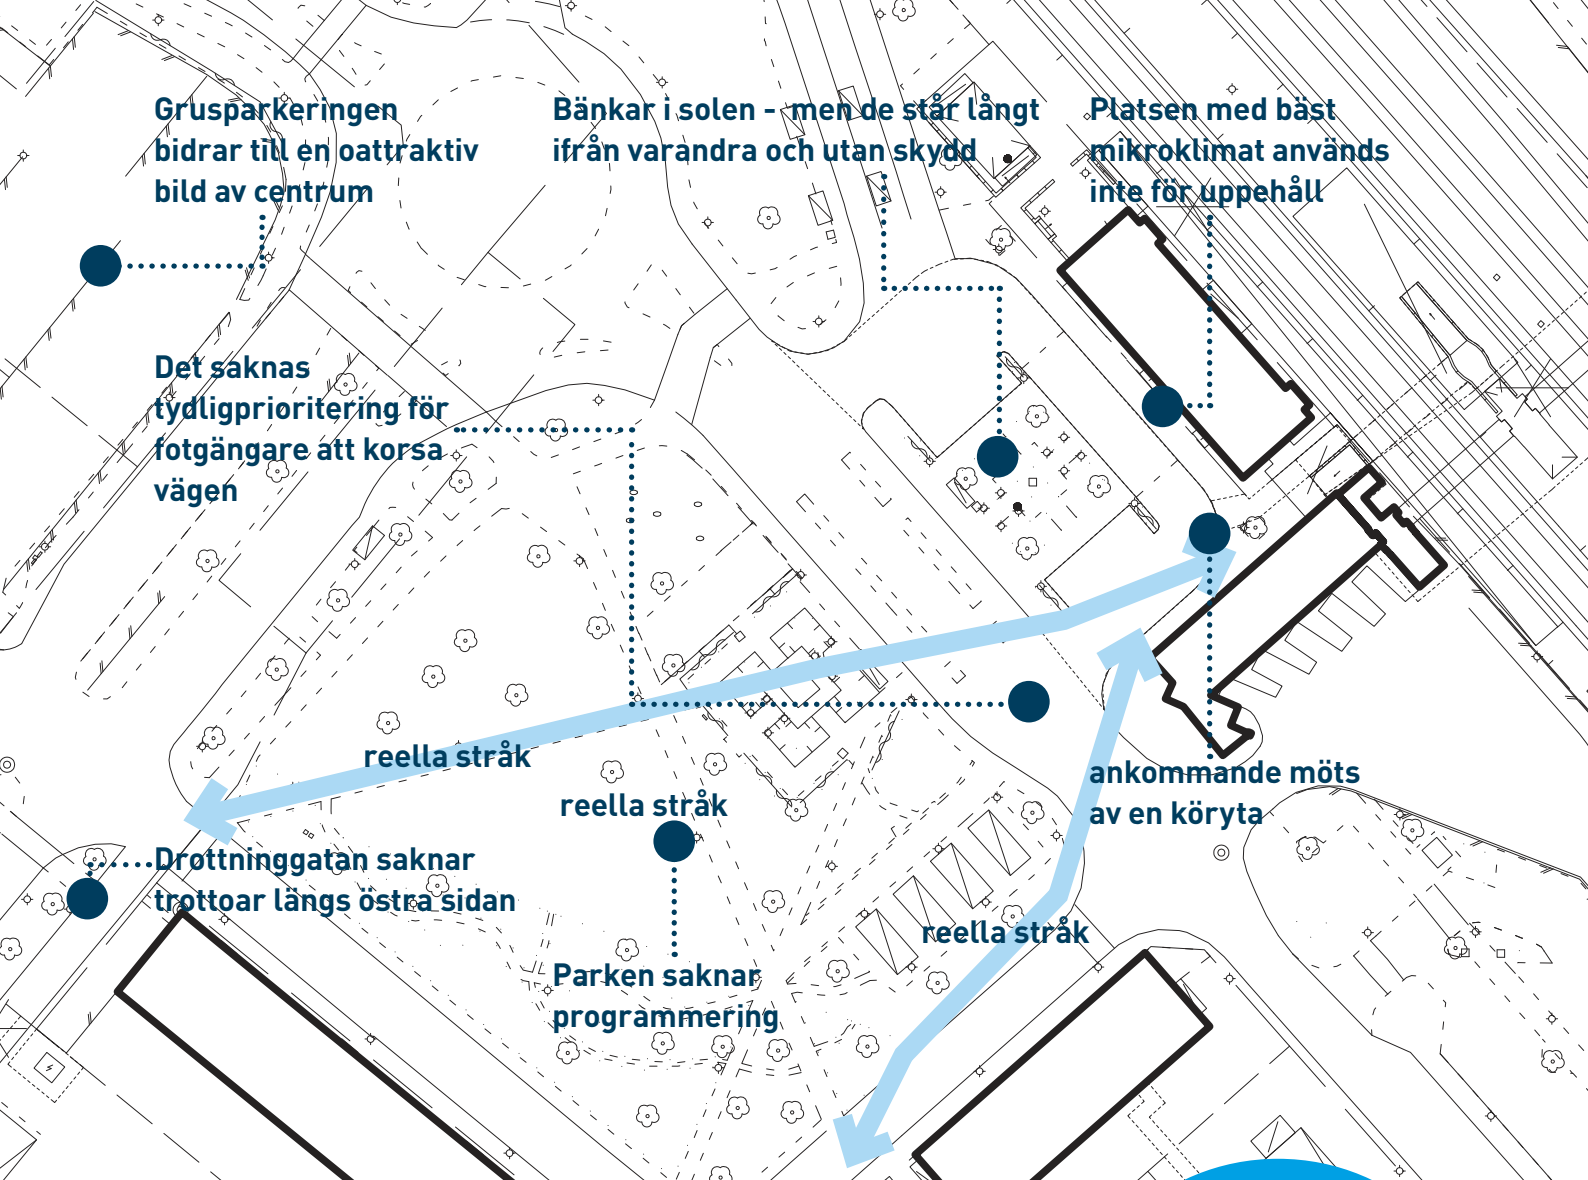 Grusparkeringen
bidrar till en oattraktiv
bild av centrum
Bänkar i solen - men de står långt
ifrån varandra och utan skydd
Platsen med bäst
mikroklimat används
inte för uppehåll
Det saknas
tydligprioritering för
fotgängare att korsa
vägen
reella stråk
reella stråk
ankommande möts
av en köryta
Drottninggatan saknar
trottoar längs östra sidan
reella stråk
Parken saknar
programmering